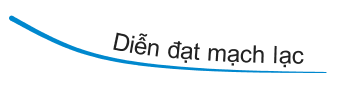 Diễn đạt mạch lạc